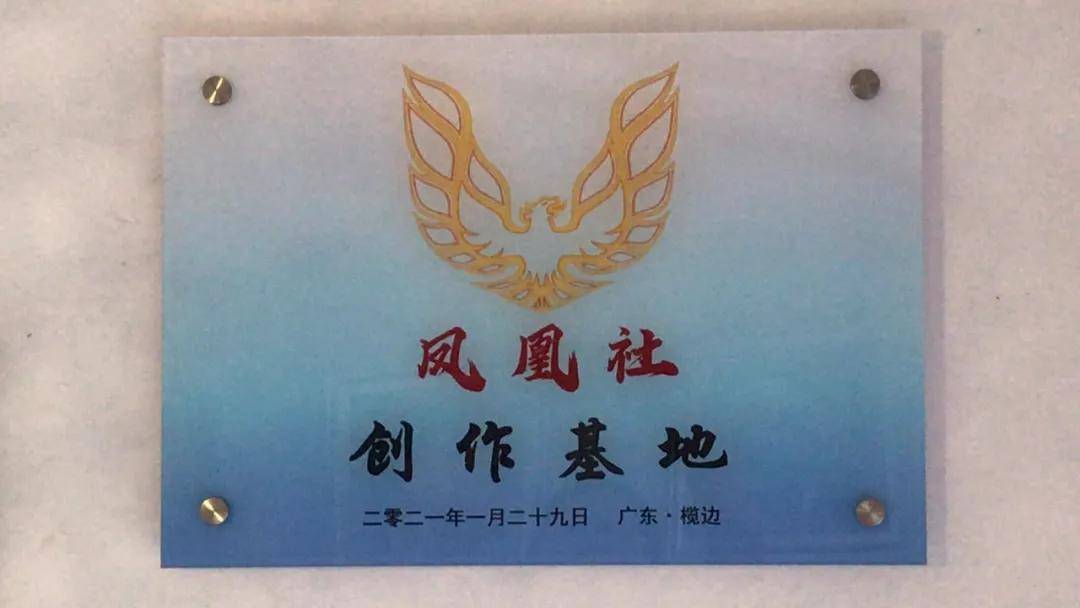 凤凰社
创作基地
二零二一年一月二十九日 广东·榄边